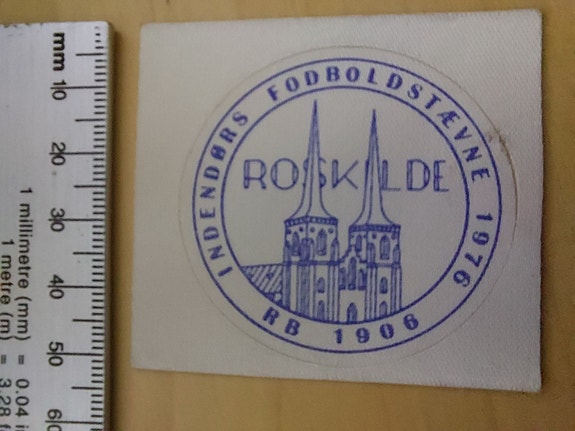 INDENDØRS FODBOLDSTÆVNE 1976
ROSKILDE
RB 1906
mm 10 20 30 40 50
1 millimetre (mm) = 0.04
1 metre (m) = 3.28